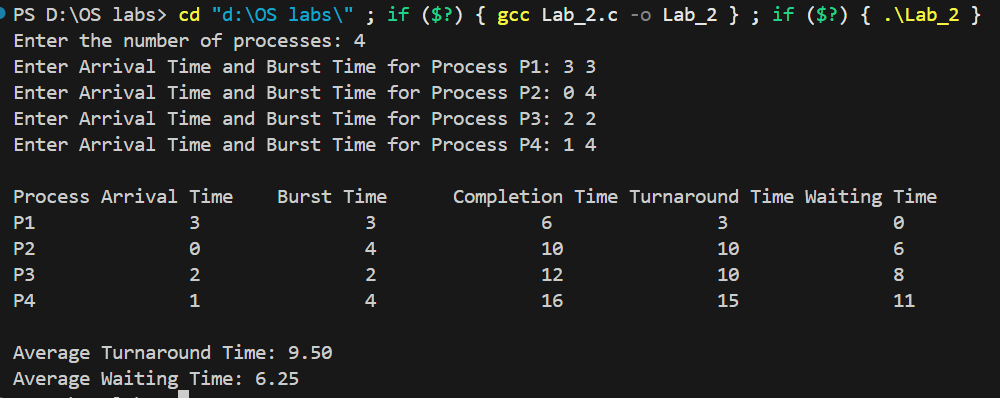 PS D:\OS labs> cd "d:\OS labs\" ; if ($?) { gcc Lab_2.c -o Lab_2 } ; if ($?) { .\Lab_2 }
Enter the number of processes: 4
Enter Arrival Time and Burst Time for Process P1: 3 3
Enter Arrival Time and Burst Time for Process P2: 0 4
Enter Arrival Time and Burst Time for Process P3: 2 2
Enter Arrival Time and Burst Time for Process P4: 1 4
Process Arrival Time    Burst Time      Completion Time Turnaround Time Waiting Time
P1              3               3               6               3               0
P2              0               4               10              10              6
P3              2               2               12              10              8
P4              1               4               16              15              11
Average Turnaround Time: 9.50
Average Waiting Time: 6.25